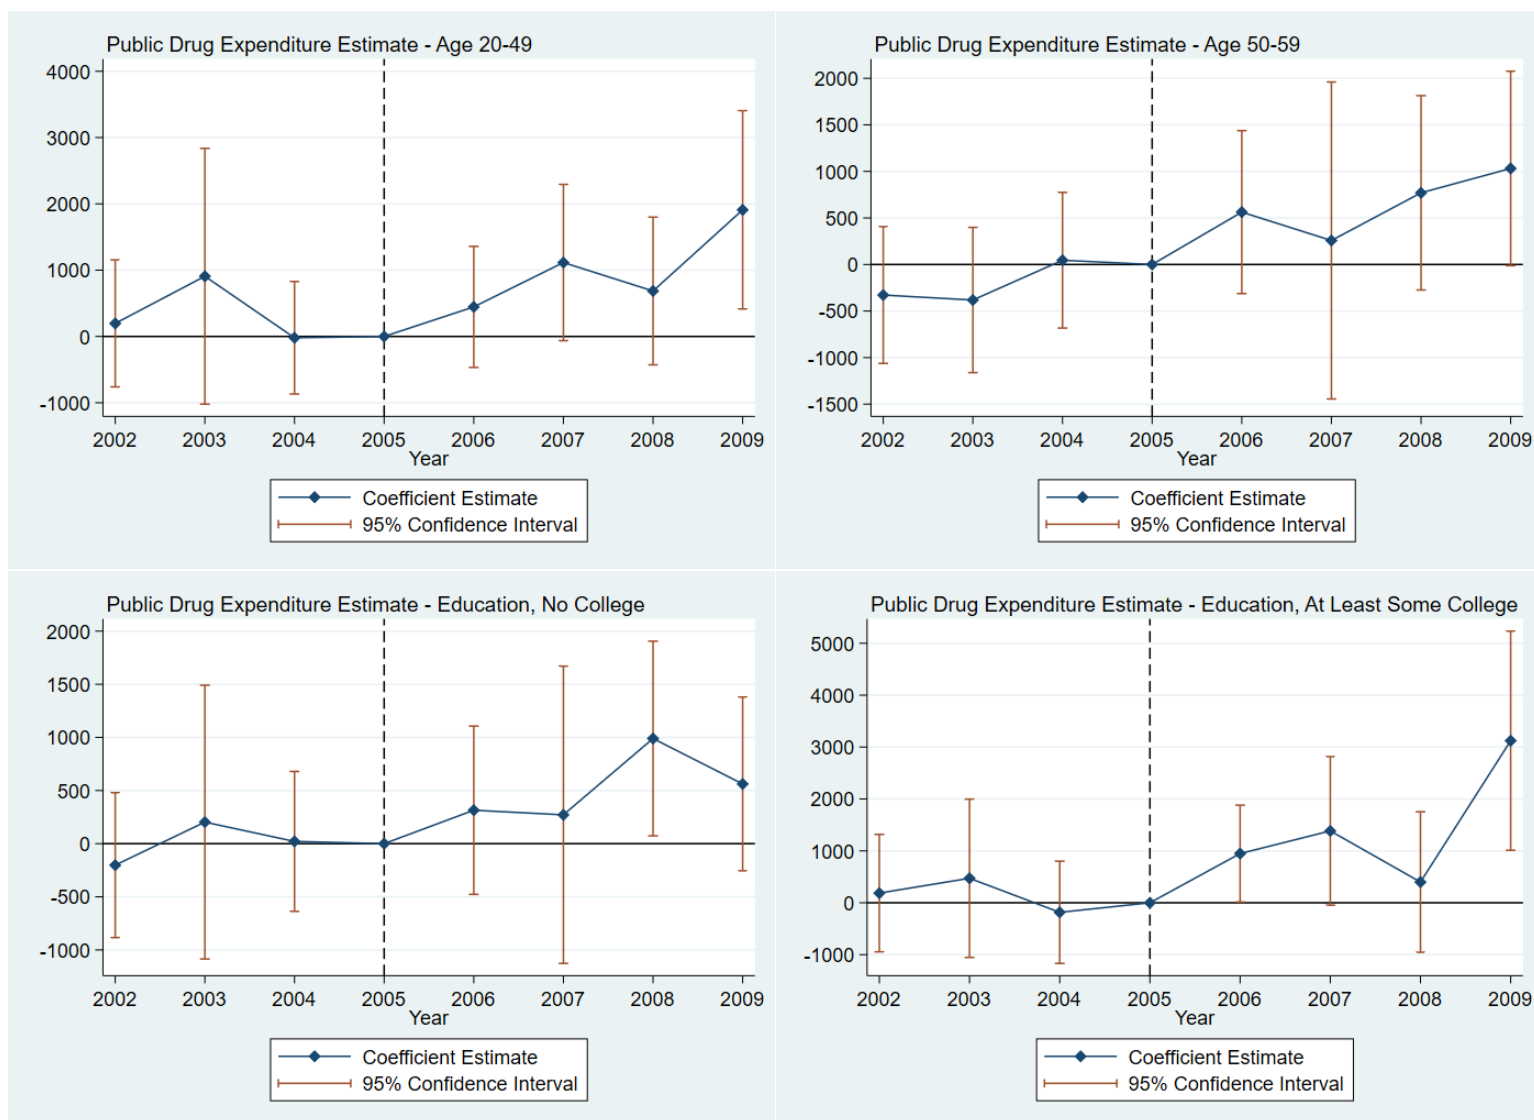 Public Drug Expenditure Estimate - Age 20-49
4000
3000
2000
1000
0
-1000
2002 2003 2004 2005 2006 2007 2008 2009
Year
Coefficient Estimate
95% Confidence Interval
Public Drug Expenditure Estimate - Age 50-59
2000
1500
1000
500
0
-500
-1000
-1500
2002 2003 2004 2005 2006 2007 2008 2009
Year
Coefficient Estimate
95% Confidence Interval
Public Drug Expenditure Estimate - Education, No College
2000
1500
1000
500
0
-500
-1000
2002 2003 2004 2005 2006 2007 2008 2009
Year
Coefficient Estimate
95% Confidence Interval
Public Drug Expenditure Estimate - Education, At Least Some College
5000
4000
3000
2000
1000
0
-1000
2002 2003 2004 2005 2006 2007 2008 2009
Year
Coefficient Estimate
95% Confidence Interval